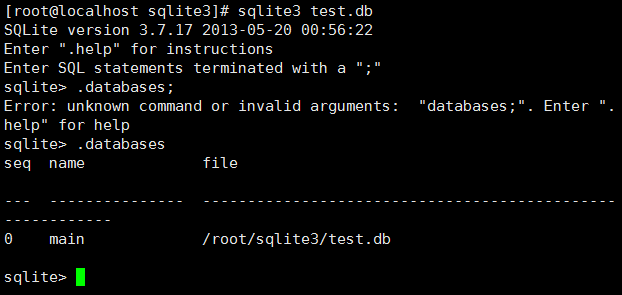 [root@localhost sqlite3]# sqlite3 test.db
SQLite version 3.7.17 2013-05-20 00:56:22
Enter ".help" for instructions
Enter SQL statements terminated with a ";"
sqlite> .databases;
Error: unknown command or invalid arguments:  "databases;". Enter ".
help" for help
sqlite> .databases
seq  name             file
---  ---------------  ----------------------------------------------
------------
0    main             /root/sqlite3/test.db
sqlite>